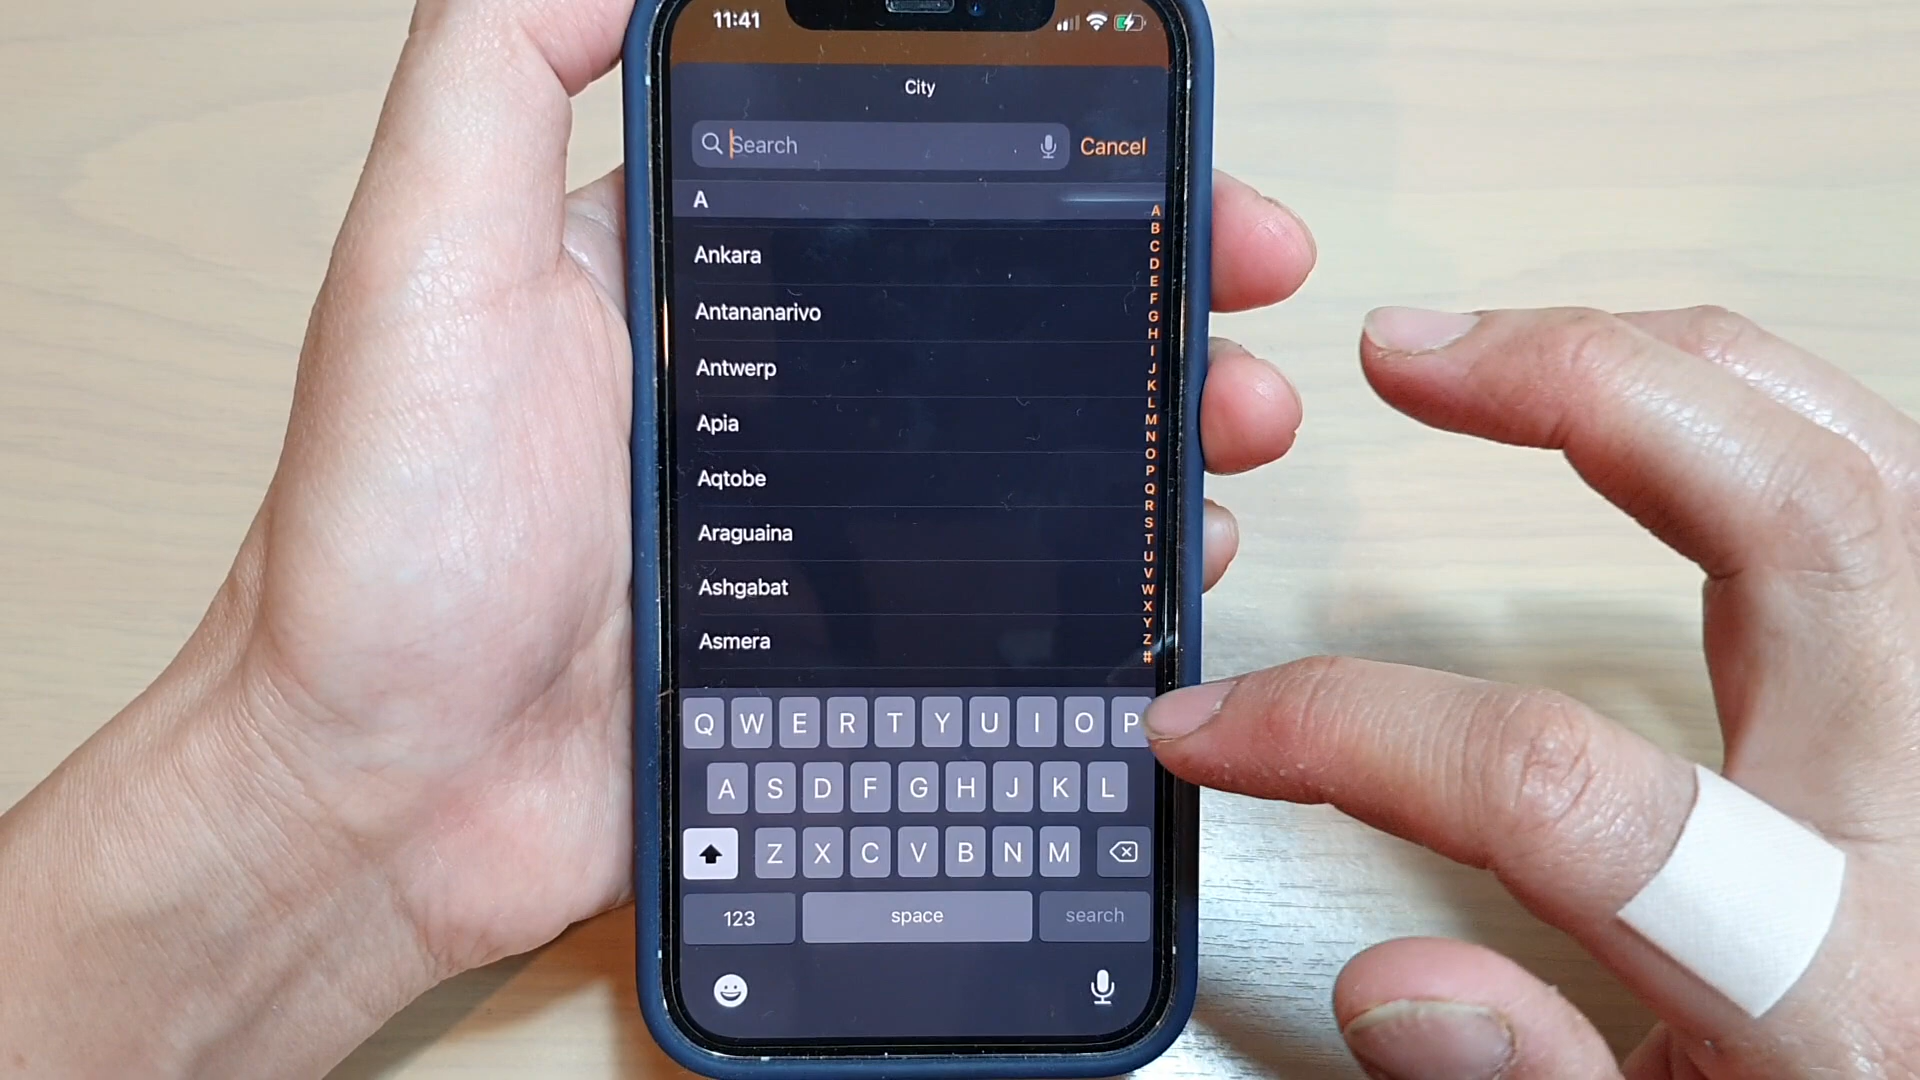 11:41
City
Search
Cancel
A
Ankara
Antananarivo
Antwerp
Apia
Aqtobe
Araguaina
Ashgabat
Asmera
A
B
C
D
E
F
G
H
I
J
K
L
M
N
O
P
Q
R
S
T
U
V
W
X
Y
Z
#
Q W E R T Y U I O P
A S D F G H J K L
Z X C V B N M
123 space search